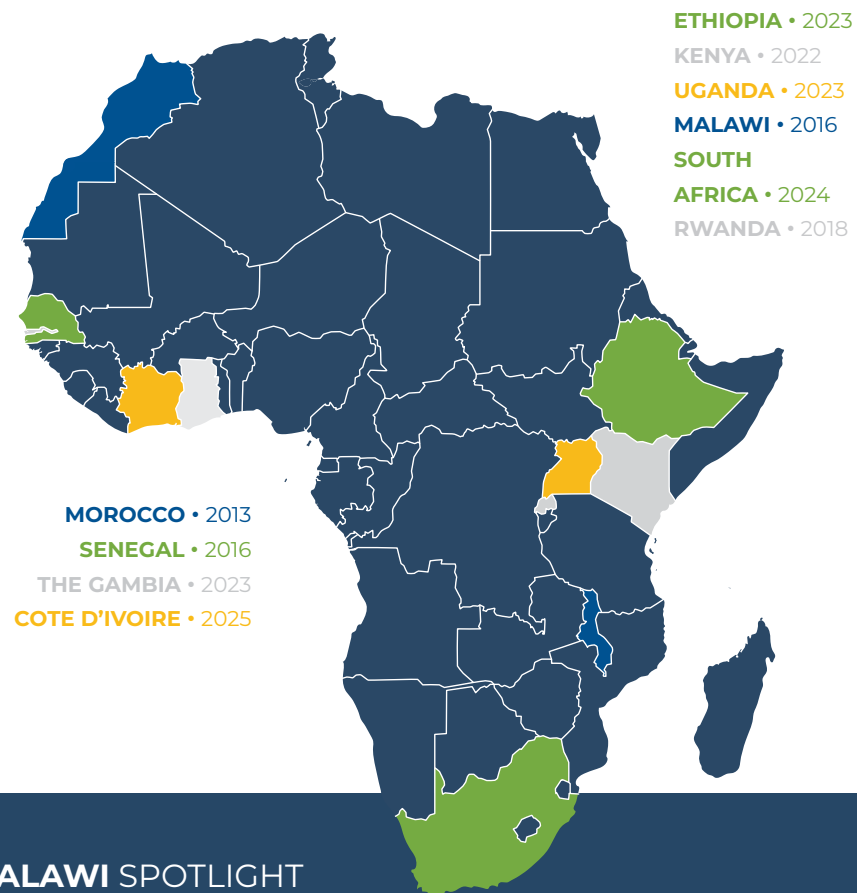 ETHIOPIA • 2023
KENYA • 2022
UGANDA • 2023
MALAWI • 2016
SOUTH
AFRICA • 2024
RWANDA • 2018
MOROCCO • 2013
SENEGAL • 2016
THE GAMBIA • 2023
COTE D’IVOIRE • 2025
ALAWI SPOTLIGHT